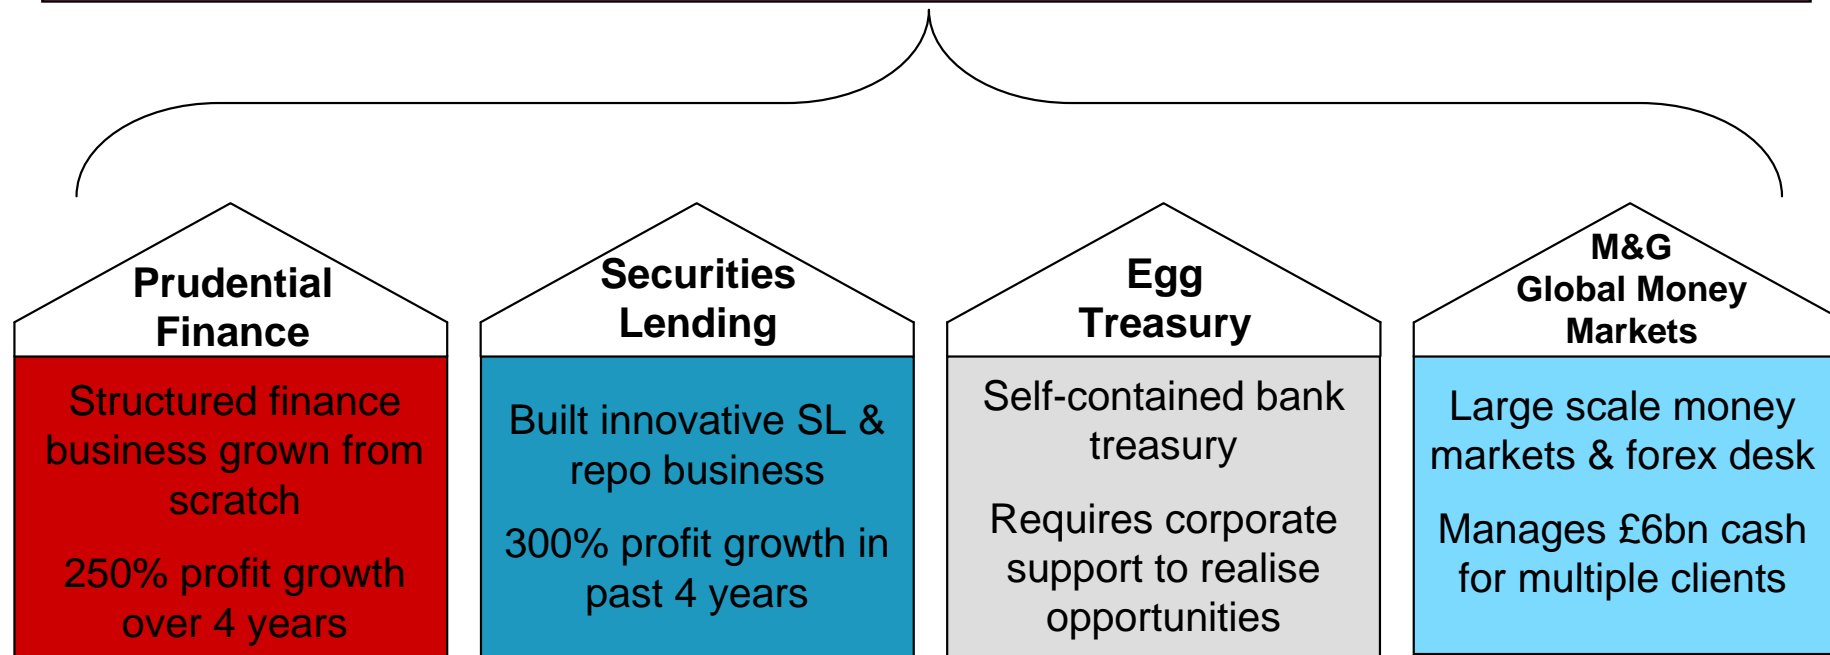 Prudential
Finance
Structured finance
business grown from
scratch
250% profit growth
over 4 years
Securities
Lending
Built innovative SL &
repo business
300% profit growth in
past 4 years
Egg
Treasury
Self-contained bank
treasury
Requires corporate
support to realise
opportunities
M&G
Global Money
Markets
Large scale money
markets & forex desk
Manages £6bn cash
for multiple clients